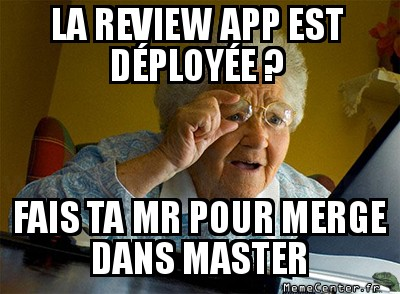 LA REVIEW APP EST
DÉPLOYÉE ?
FAIS TA MR POUR MERGE
DANS MASTER
MemeCenter.fr